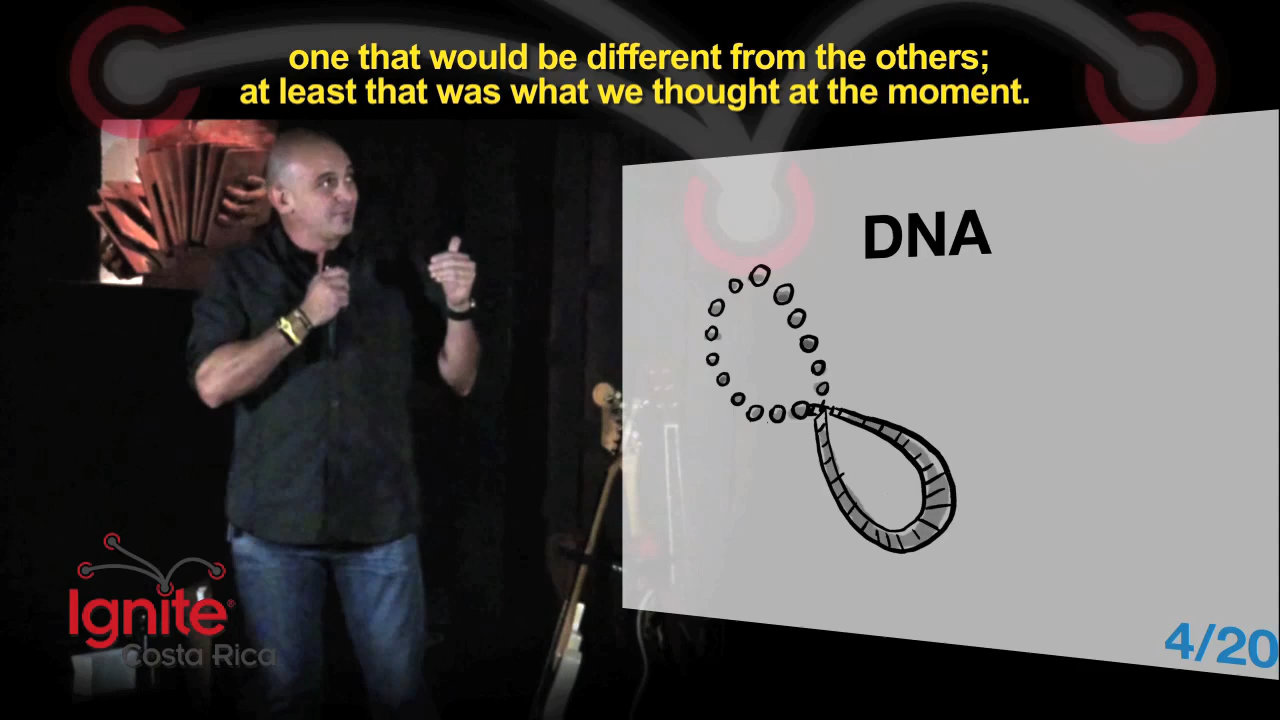 one that would be different from the others;
at least that was what we thought at the moment.
DNA
Ignite®
Costa Rica
4/20